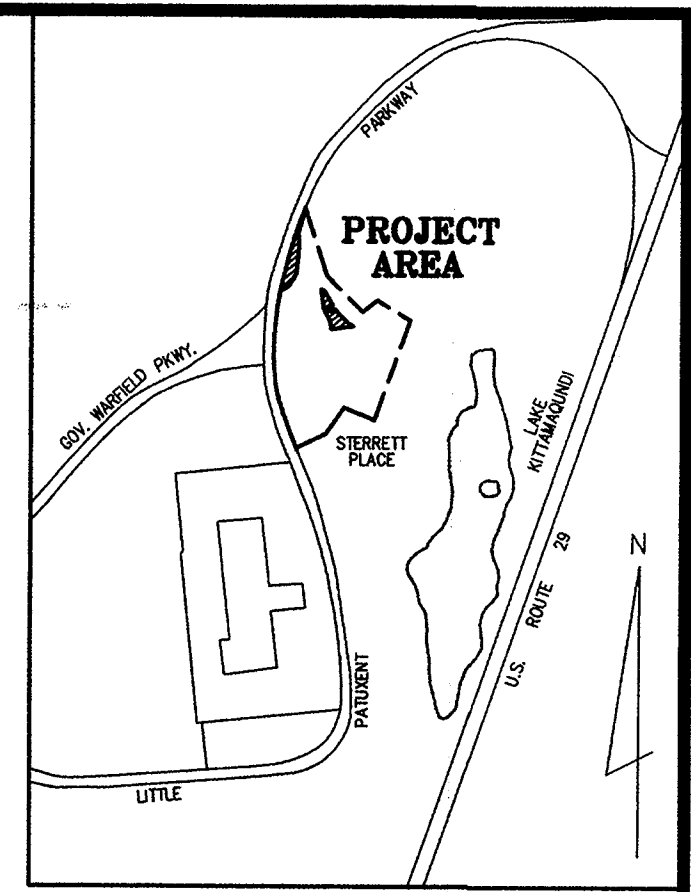 PARKWAY
PROJECT
AREA
GOV. WARFIELD PKWY.
STERRETT
PLACE
LAKE
KITTAMAQUNDI
N
U.S. ROUTE 29
PATUXENT
LITTLE